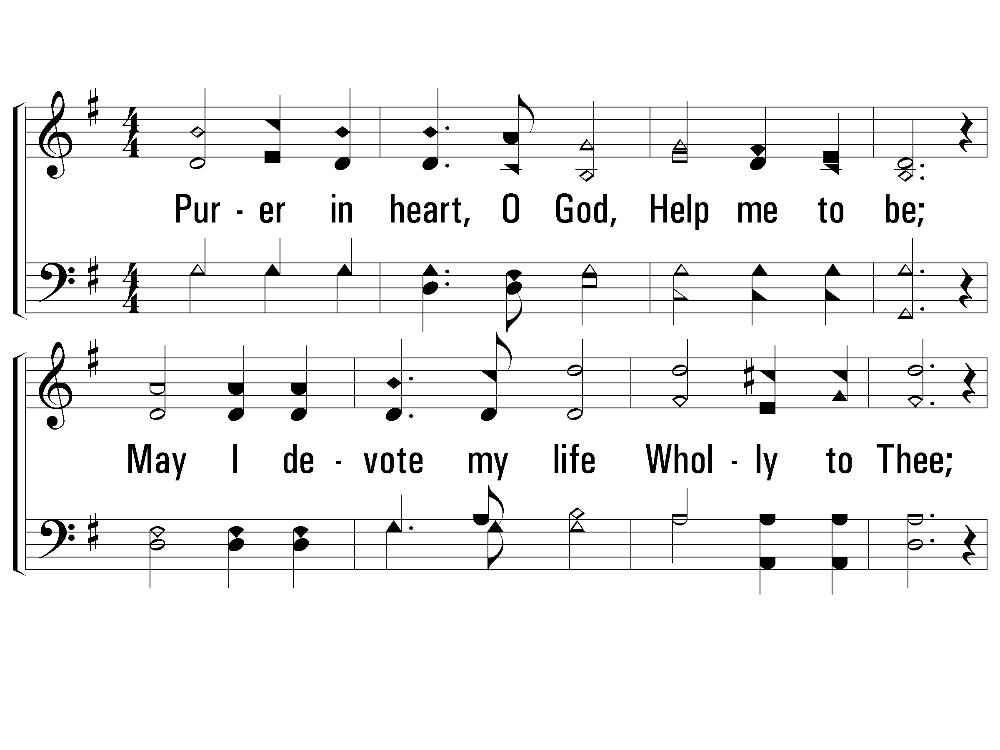 Pur - er in heart, O God, Help me to be;
May I de - vote my life Whol - ly to Thee;